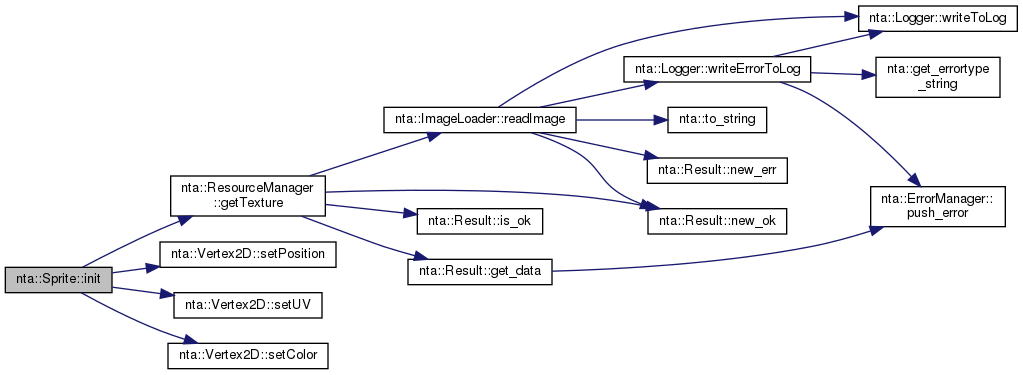 nta::Sprite::init
nta::ResourceManager
::getTexture
nta::Vertex2D::setPosition
nta::Vertex2D::setUV
nta::Vertex2D::setColor
nta::ImageLoader::readImage
nta::Result::is_ok
nta::Result::get_data
nta::Logger::writeErrorToLog
nta::to_string
nta::Result::new_err
nta::Result::new_ok
nta::Logger::writeToLog
nta::get_errortype
_string
nta::ErrorManager::
push_error